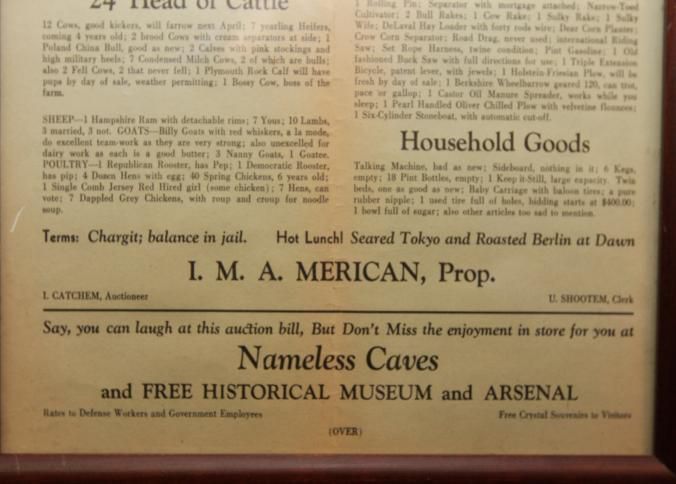 24 Head of Cattle
12 Cows, good kickers, will farrow next April; 7 yearling Heifers,
coming 4 years old; 2 brood Cows with cream separators at side; 1
Poland China Bull, good as new; 2 Calves with pink stockings and
high military heels; 7 Condensed Milch Cows, 2 of which are bulls;
also 2 Fell Cows, 2 that never fell; 1 Plymouth Rock Calf will have
pups by day of sale, weather permitting; 1 Bossy Cow, boss of the
farm.
SHEEP—1 Hampshire Ram with detachable rims; 7 Yous; 10 Lambs,
3 married, 3 not. GOATS—Billy Goats with red whiskers, a la mode,
do excellent team-work as they are very strong; also unexcelled for
dairy work as each is a good butter; 3 Nanny Goats, 1 Goatee.
POULTRY—1 Republican Rooster, has Pep; 1 Democratic Rooster,
has pip; 4 Dozen Hens with egg; 40 Spring Chickens, 6 years old;
1 Single Comb Jersey Red Hired girl (some chicken); 7 Hens, can
vote; 7 Dappled Grey Chickens, with roup and croup for noodle
soup.
1 Rolling Pin; Separator with mortgage attached; Narrow-Toed
Cultivator; 2 Bull Rakes; 1 Cow Rake; 1 Sulky Rake; 1 Sulky
Wife; DeLaval Hay Loader with forty rods wire; Dear Corn Planter;
Crow Corn Separator; Road Drag, never used; international Riding
Saw; Set Rope Harness, twine condition; Pint Gasoline; 1 Old
fashioned Buck Saw with full directions for use; 1 Triple Extension
Bicycle, patent lever, with jewels; 1 Holstein-Friesian Plow, will be
fresh by day of sale; 1 Berkshire Wheelbarrow geared 120, can trot,
pace or gallop; 1 Castor Oil Manure Spreader, works while you
sleep; 1 Pearl Handled Oliver Chilled Plow with velvetine flounces;
1 Six-Cylinder Stoneboat, with automatic cut-off.
Household Goods
Talking Machine, bad as new; Sideboard, nothing in it; 6 Kegs,
empty; 18 Pint Bottles, empty; 1 Keep it-Still, large capacity. Twin
beds, one as good as new; Baby Carriage with baloon tires; a pure
rubber nipple; 1 used tire full of holes, bidding starts at $400.00;
1 bowl full of sugar; also other articles too sad to mention.
Terms: Chargit; balance in jail. Hot Lunch! Seared Tokyo and Roasted Berlin at Dawn
I. M. A. MERICAN, Prop.
I. CATCHEM, Auctioneer U. SHOOTEM, Clerk
Say, you can laugh at this auction bill, But Don't Miss the enjoyment in store for you at
Nameless Caves
and FREE HISTORICAL MUSEUM and ARSENAL
Rates to Defense Workers and Government Employees Free Crystal Souvenirs to Visitors
(OVER)